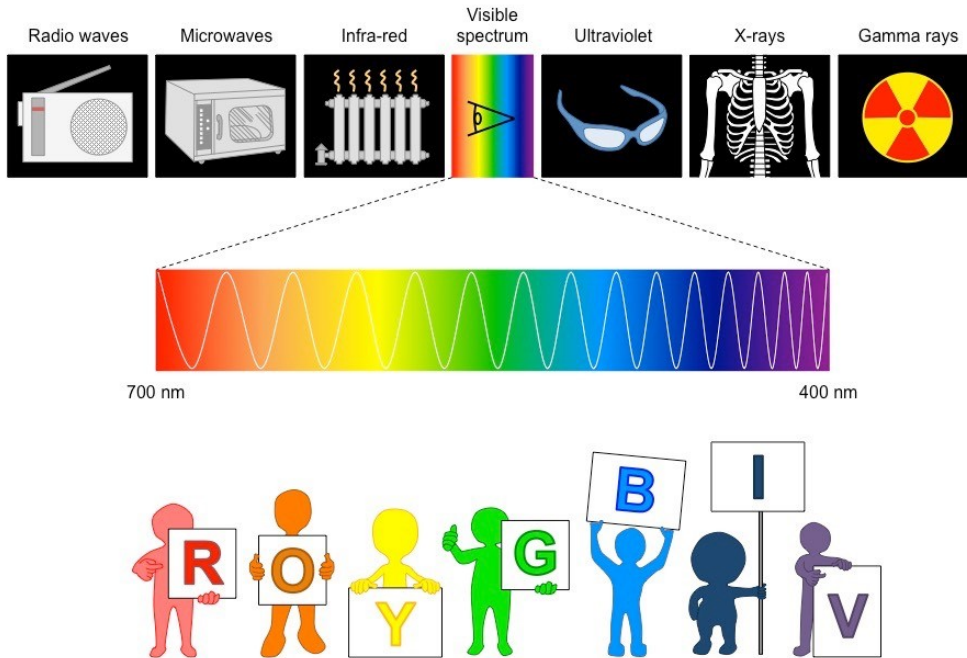 Radio waves
Microwaves
Infra-red
Visible
spectrum
Ultraviolet
X-rays
Gamma rays
700 nm
400 nm
R
O
Y
G
B
I
V